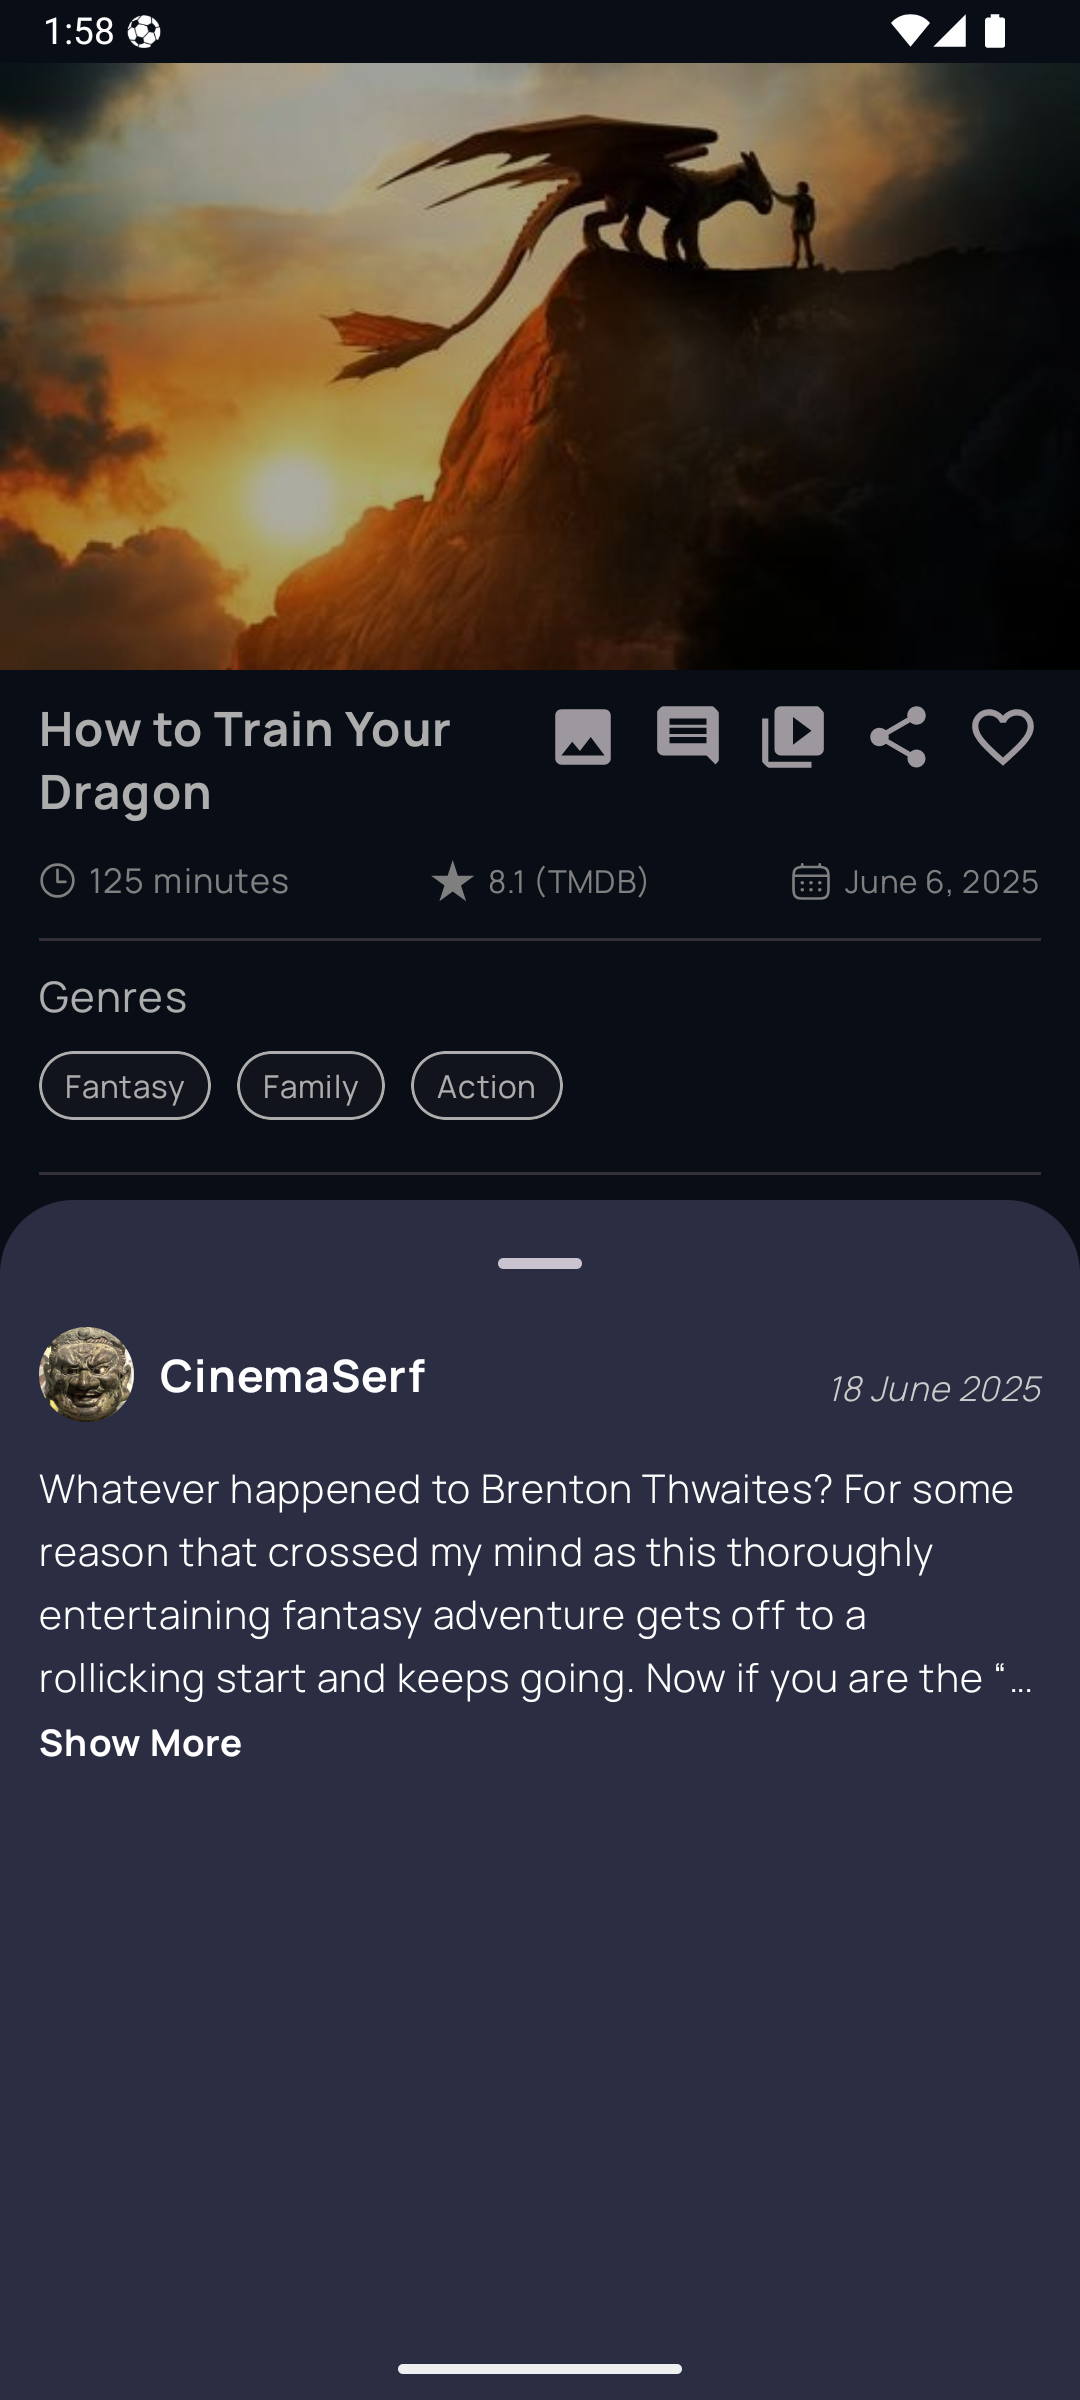 1:58
How to Train Your
Dragon
125 minutes
8.1 (TMDB)
June 6, 2025
Genres
Fantasy
Family
Action
CinemaSerf
18 June 2025
Whatever happened to Brenton Thwaites? For some
reason that crossed my mind as this thoroughly
entertaining fantasy adventure gets off to a
rollicking start and keeps going. Now if you are the “…
Show More